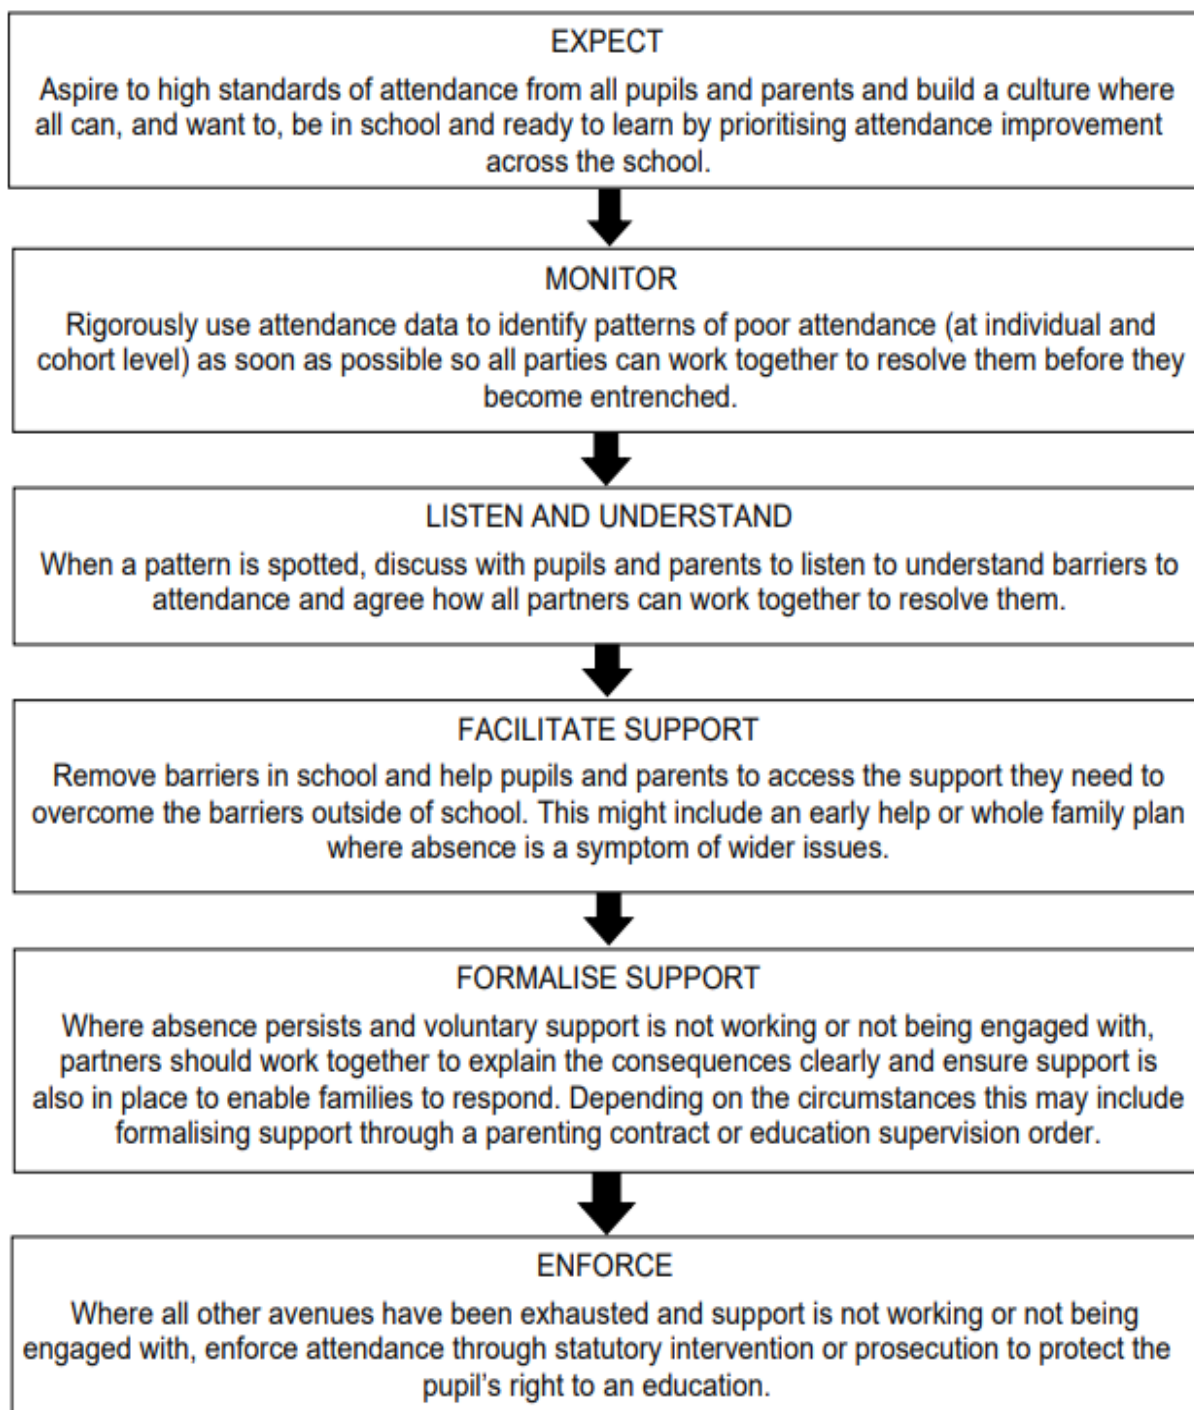 EXPECT
Aspire to high standards of attendance from all pupils and parents and build a culture where
all can, and want to, be in school and ready to learn by prioritising attendance improvement
across the school.
MONITOR
Rigorously use attendance data to identify patterns of poor attendance (at individual and
cohort level) as soon as possible so all parties can work together to resolve them before they
become entrenched.
LISTEN AND UNDERSTAND
When a pattern is spotted, discuss with pupils and parents to listen to understand barriers to
attendance and agree how all partners can work together to resolve them.
FACILITATE SUPPORT
Remove barriers in school and help pupils and parents to access the support they need to
overcome the barriers outside of school. This might include an early help or whole family plan
where absence is a symptom of wider issues.
FORMALISE SUPPORT
Where absence persists and voluntary support is not working or not being engaged with,
partners should work together to explain the consequences clearly and ensure support is
also in place to enable families to respond. Depending on the circumstances this may include
formalising support through a parenting contract or education supervision order.
ENFORCE
Where all other avenues have been exhausted and support is not working or not being
engaged with, enforce attendance through statutory intervention or prosecution to protect the
pupil's right to an education.